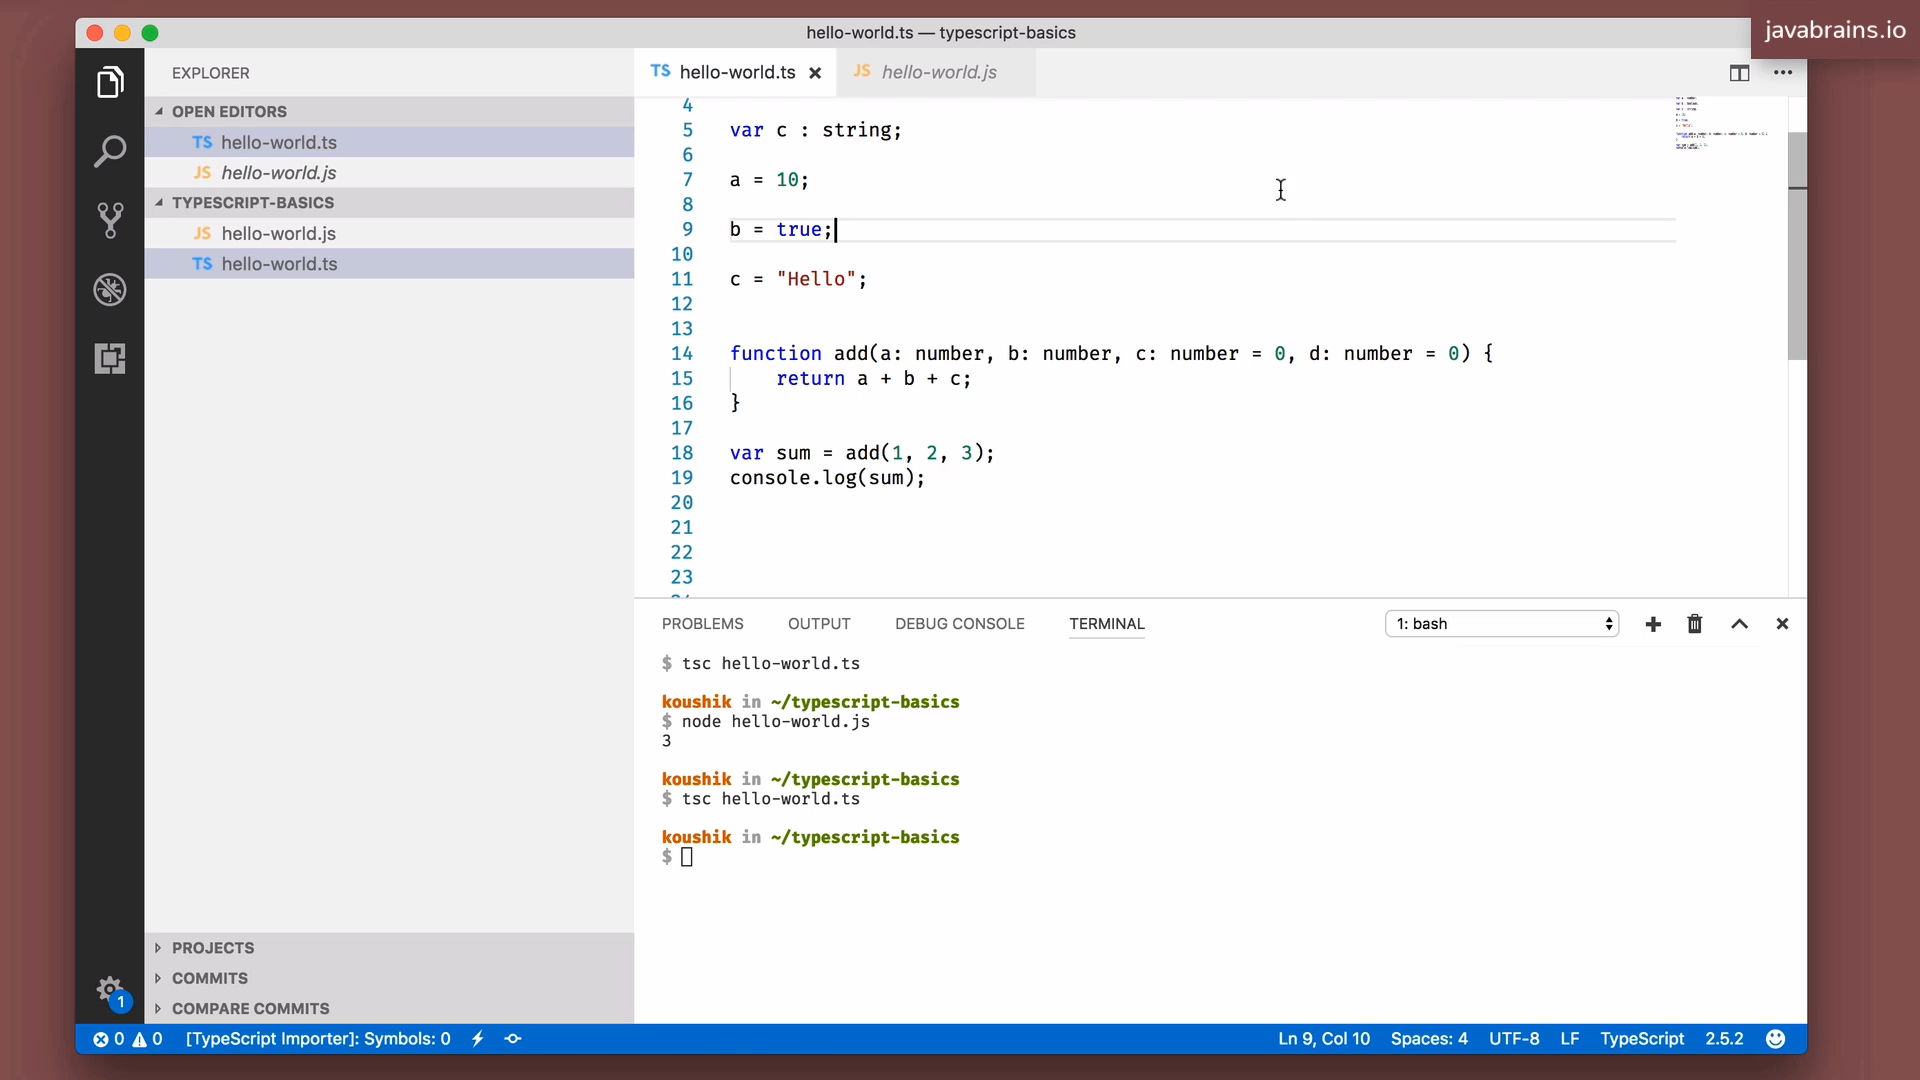 hello-world.ts — typescript-basics
javabrains.io
EXPLORER
OPEN EDITORS
TS hello-world.ts
JS hello-world.js
TYPESCRIPT-BASICS
JS hello-world.js
TS hello-world.ts
PROJECTS
COMMITS
COMPARE COMMITS
1
TS hello-world.ts
JS hello-world.js
4
5 var c : string;
6
7 a = 10;
8
9 b = true;
10
11 c = "Hello";
12
13
14 function add(a: number, b: number, c: number = 0, d: number = 0) {
15 return a + b + c;
16 }
17
18 var sum = add(1, 2, 3);
19 console.log(sum);
20
21
22
23
PROBLEMS OUTPUT DEBUG CONSOLE TERMINAL 1: bash
$ tsc hello-world.ts
koushik in ~/typescript-basics
$ node hello-world.js
3
koushik in ~/typescript-basics
$ tsc hello-world.ts
koushik in ~/typescript-basics
$
0 0 [TypeScript Importer]: Symbols: 0 Ln 9, Col 10 Spaces: 4 UTF-8 LF TypeScript 2.5.2